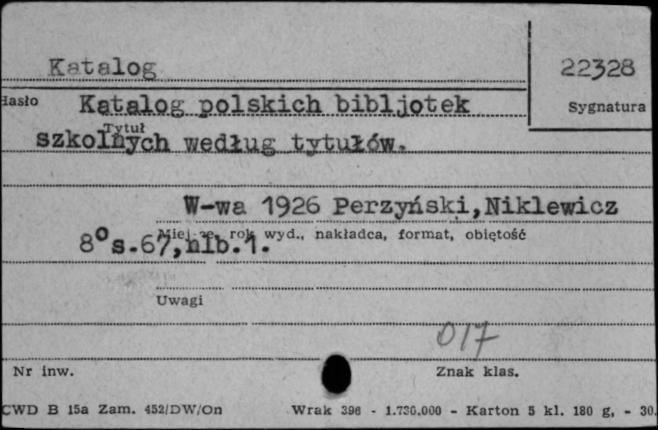 Katalog
22328
Hasło Katalog polskich bibljotek
Sygnatura
Tytuł
szkolnych według tytułów.
W-wa 1926 Perzyński,Niklewicz
Miejsce, rok wyd., nakładca, format, objętość
8° s.67,nlb.1.
Uwagi
017
Nr inw.
Znak klas.
CWD B 15a Zam. 452/DW/On Wrak 396 - 1.730.000 - Karton 5 kl. 180 g, - 30.